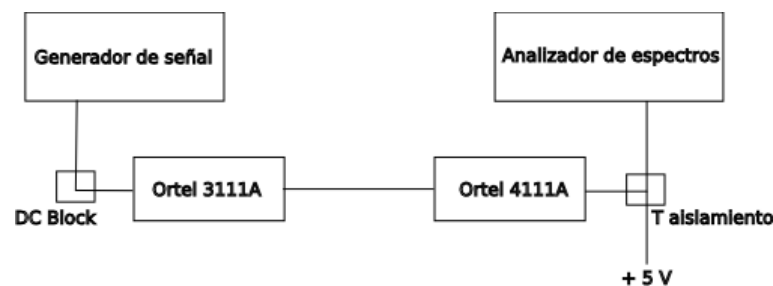 Generador de señal
Analizador de espectros
Ortel 3111A
Ortel 4111A
DC Block
T aislamiento
+ 5 V